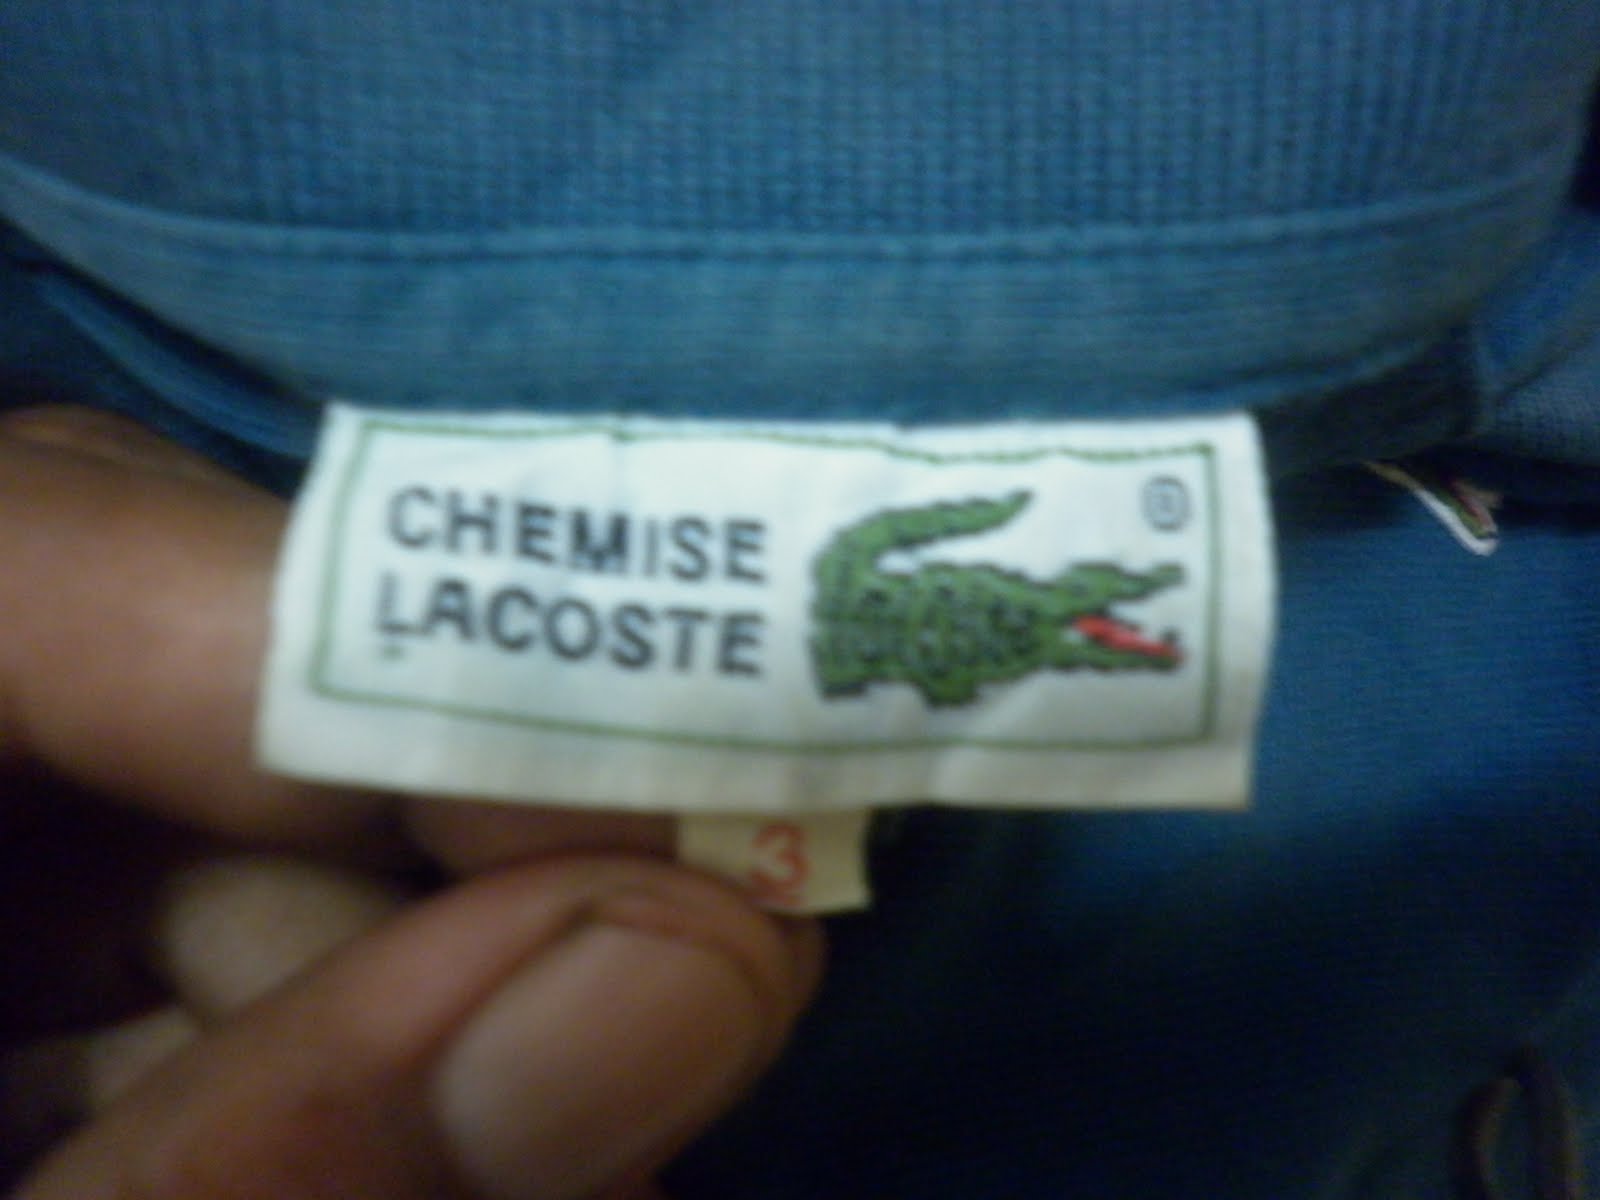 CHEMISE
LACOSTE
®
3